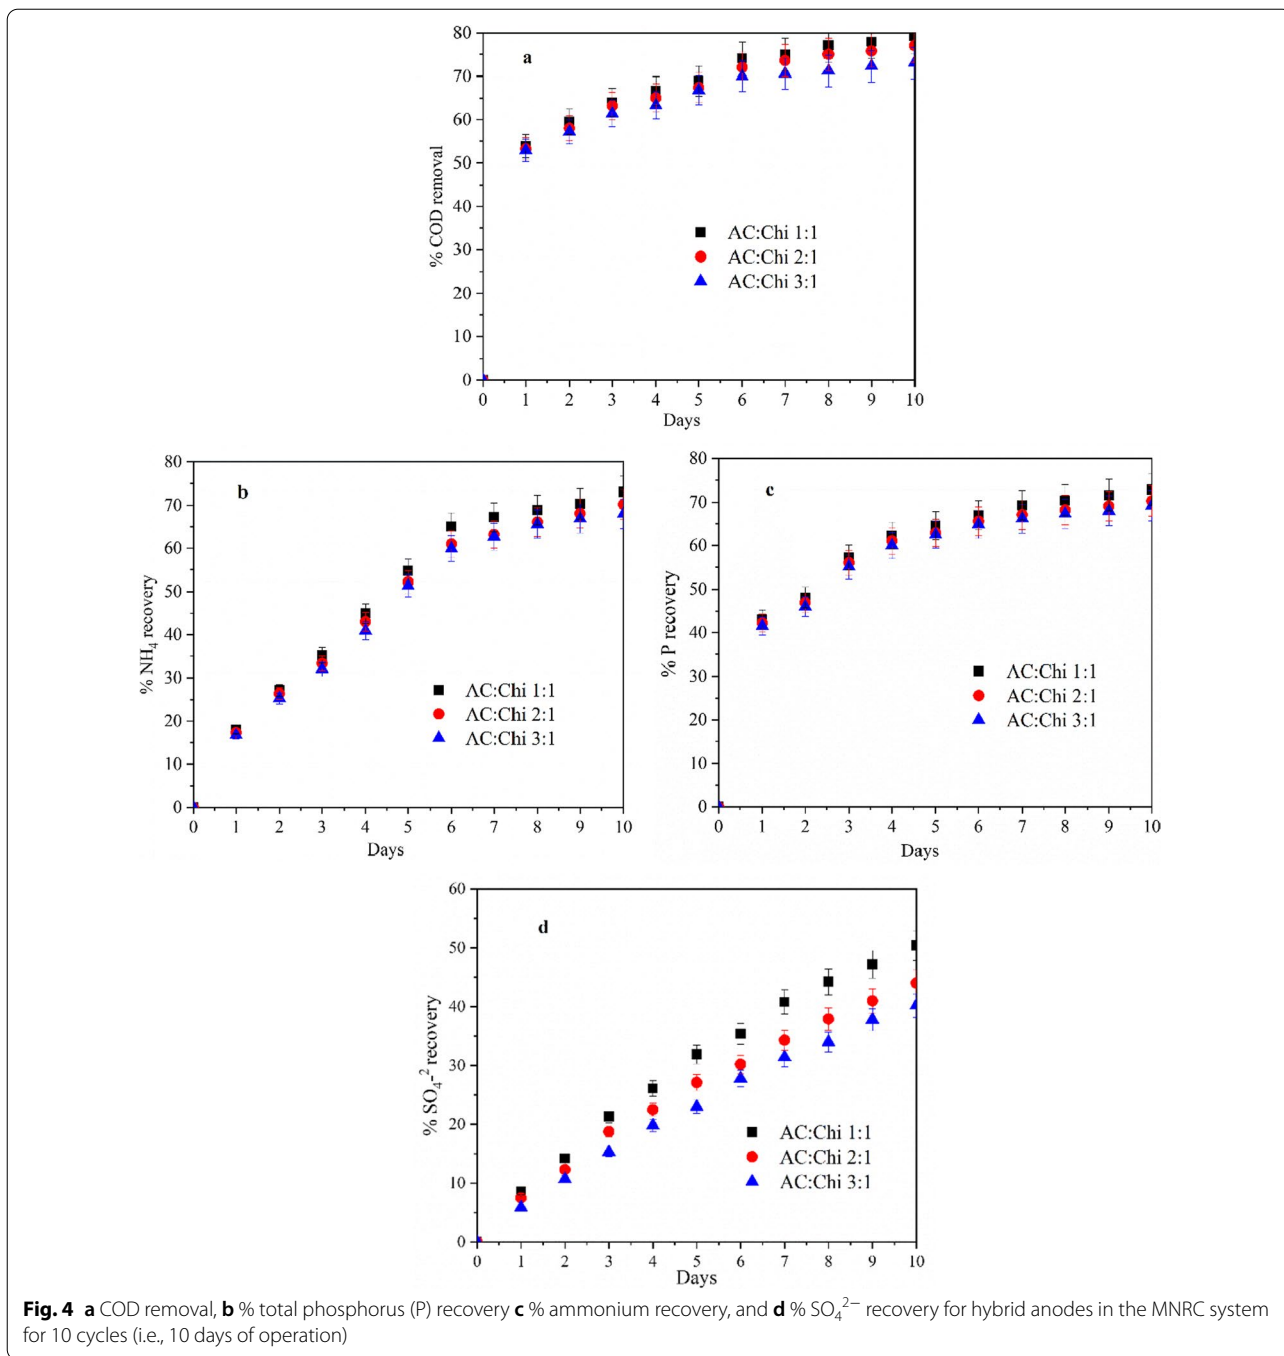 80
70
60
50
40
30
20
10
0
% COD removal
a
AC:Chi 1:1
AC:Chi 2:1
AC:Chi 3:1
0 1 2 3 4 5 6 7 8 9 10
Days
80
70
60
50
40
30
20
10
0
% NH4 recovery
b
AC:Chi 1:1
AC:Chi 2:1
AC:Chi 3:1
0 1 2 3 4 5 6 7 8 9 10
Days
80
70
60
50
40
30
20
10
0
% P recovery
c
AC:Chi 1:1
AC:Chi 2:1
AC:Chi 3:1
0 1 2 3 4 5 6 7 8 9 10
Days
60
50
40
30
20
10
0
% SO4-2 recovery
d
AC:Chi 1:1
AC:Chi 2:1
AC:Chi 3:1
0 1 2 3 4 5 6 7 8 9 10
Days
Fig. 4 a COD removal, b % total phosphorus (P) recovery c % ammonium recovery, and d % SO4 2− recovery for hybrid anodes in the MNRC system
for 10 cycles (i.e., 10 days of operation)